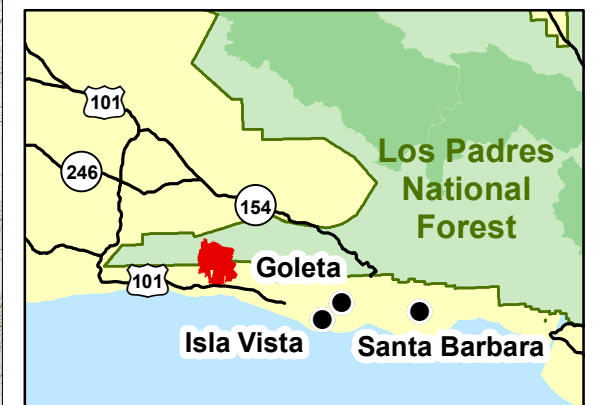 101
Los Padres
National
Forest
246
154
Goleta
101
Isla Vista
Santa Barbara